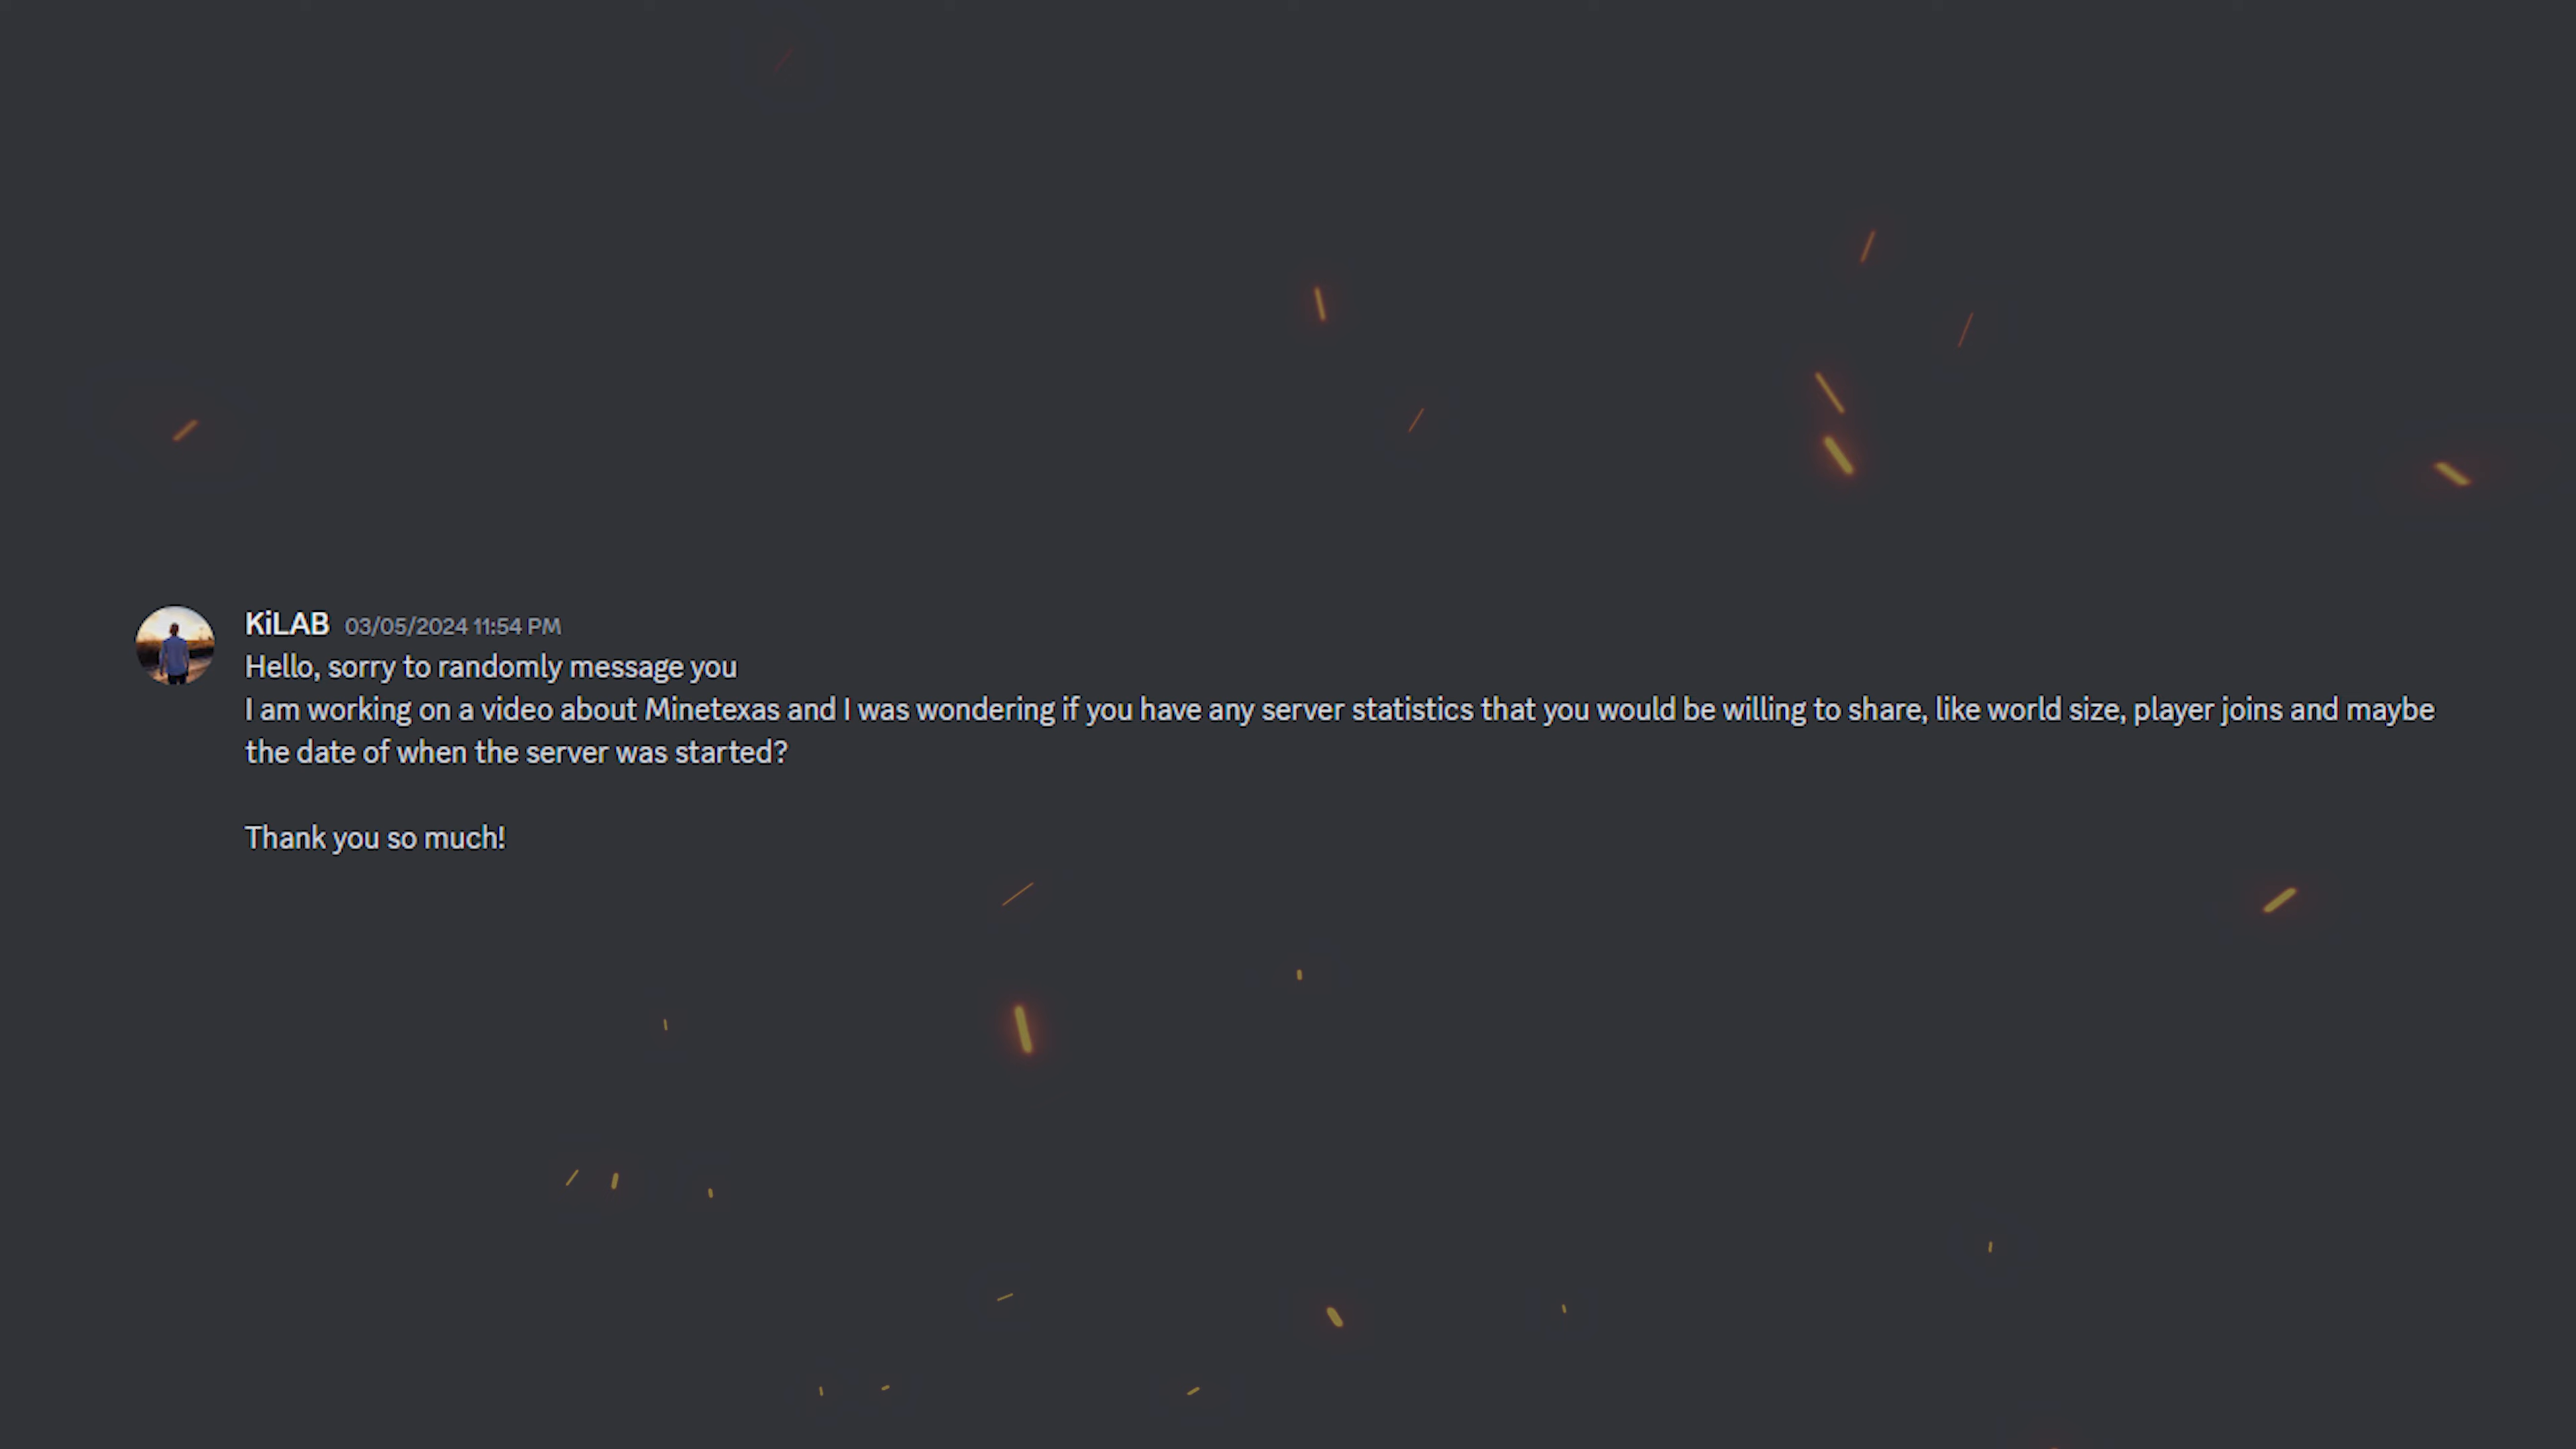 KiLAB 03/05/2024 11:54 PM
Hello, sorry to randomly message you
I am working on a video about Minetexas and I was wondering if you have any server statistics that you would be willing to share, like world size, player joins and maybe
the date of when the server was started?
Thank you so much!